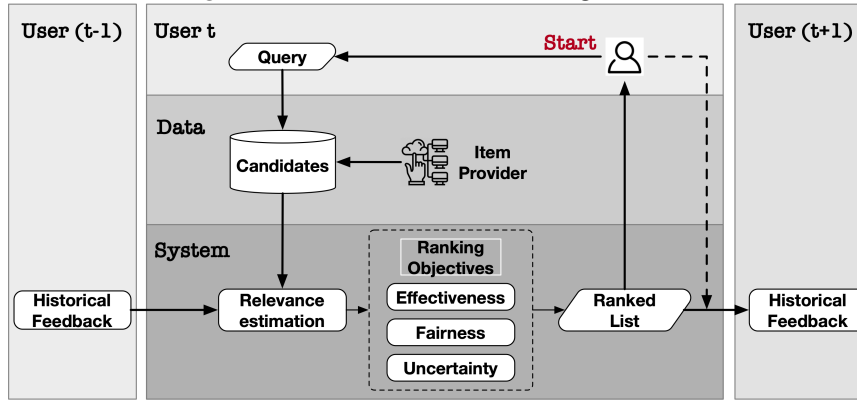 User (t-1)
User t
User (t+1)
Start
Query
Data
Candidates
Item
Provider
System
Ranking
Objectives
Historical
Feedback
Relevance
estimation
Effectiveness
Fairness
Uncertainty
Ranked
List
Historical
Feedback